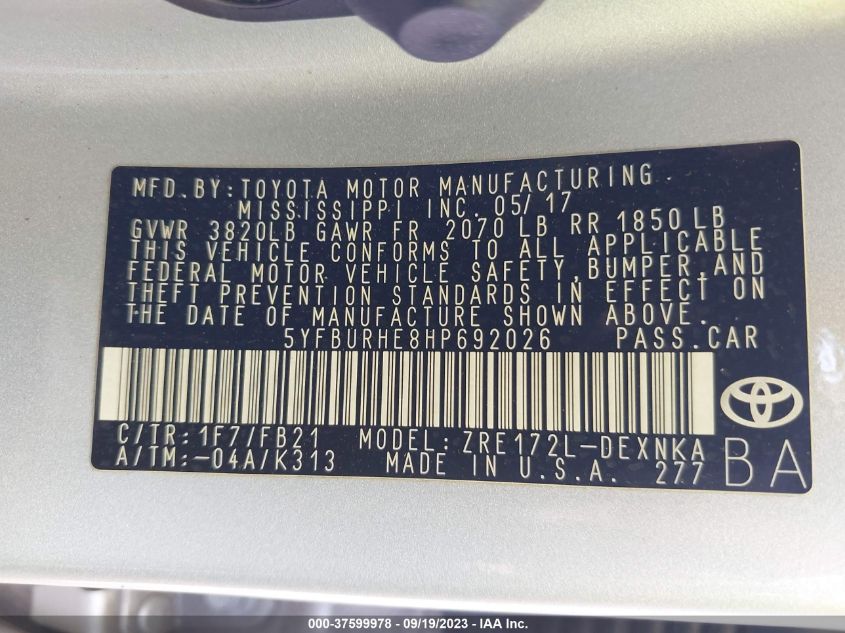 MFD.BY:TOYOTA MOTOR MANUFACTURING
MISSISSIPPI INC. 05/17
GVWR 3820LB GAWR FR 2070 LB RR 1850LB
THIS VEHICLE CONFORMS TO ALL APPLICABLE
FEDERAL MOTOR VEHICLE SAFETY,BUMPER,AND
THEFT PREVENTION STANDARDS IN EFFECT ON
THE DATE OF MANUFACTURE SHOWN ABOVE.
5YFBURHE8HP692026 PASS.CAR
C/TR:1F7/FB21 MODEL:ZRE172L-DEXNKA
A/TM:-04A/K313 MADE IN U.S.A. 277 BA
000-37599978 - 09/19/2023 - IAA Inc.